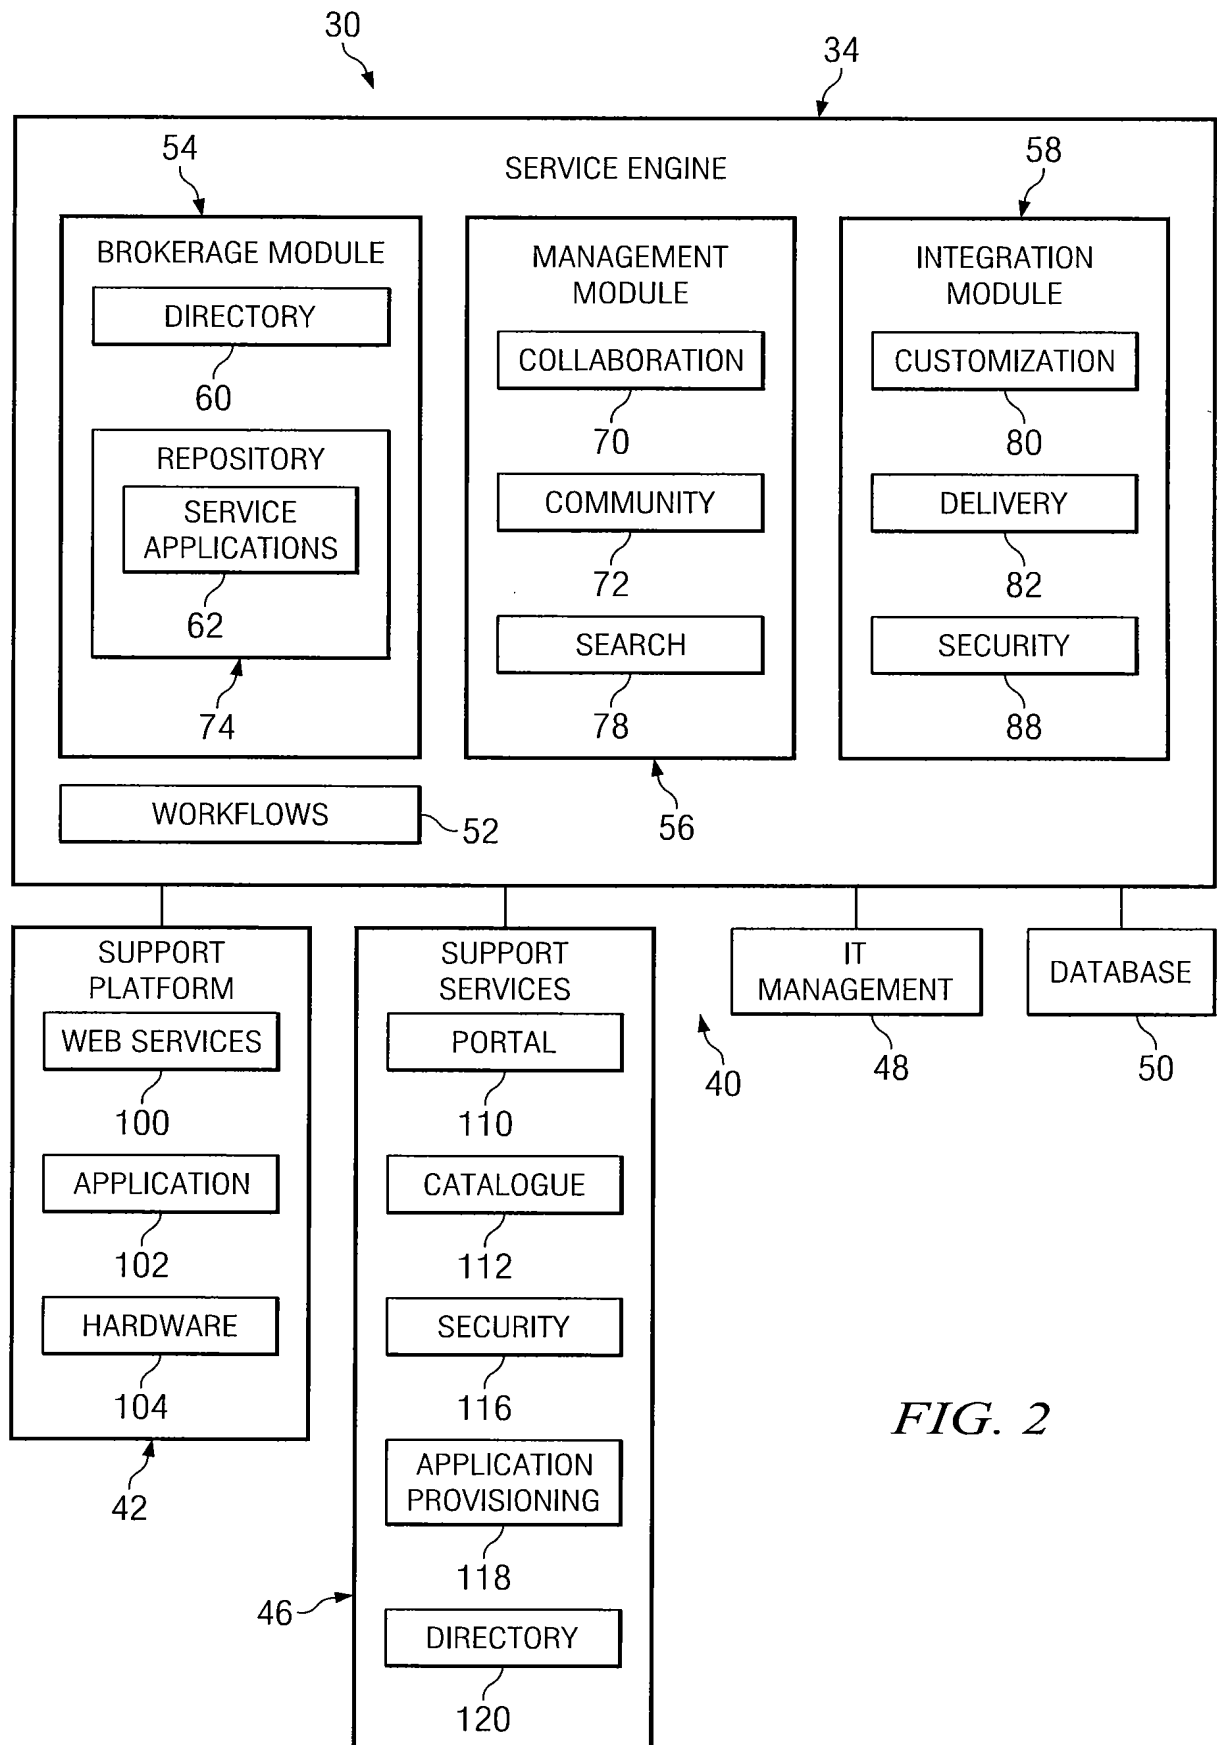 30
34
SERVICE ENGINE
54
BROKERAGE MODULE
DIRECTORY
60
REPOSITORY
SERVICE
APPLICATIONS
62
74
WORKFLOWS
52
MANAGEMENT
MODULE
COLLABORATION
70
COMMUNITY
72
SEARCH
78
56
58
INTEGRATION
MODULE
CUSTOMIZATION
80
DELIVERY
82
SECURITY
88
SUPPORT
PLATFORM
WEB SERVICES
100
APPLICATION
102
HARDWARE
104
42
SUPPORT
SERVICES
PORTAL
110
CATALOGUE
112
SECURITY
116
APPLICATION
PROVISIONING
118
46
DIRECTORY
120
40
IT
MANAGEMENT
48
DATABASE
50
FIG. 2